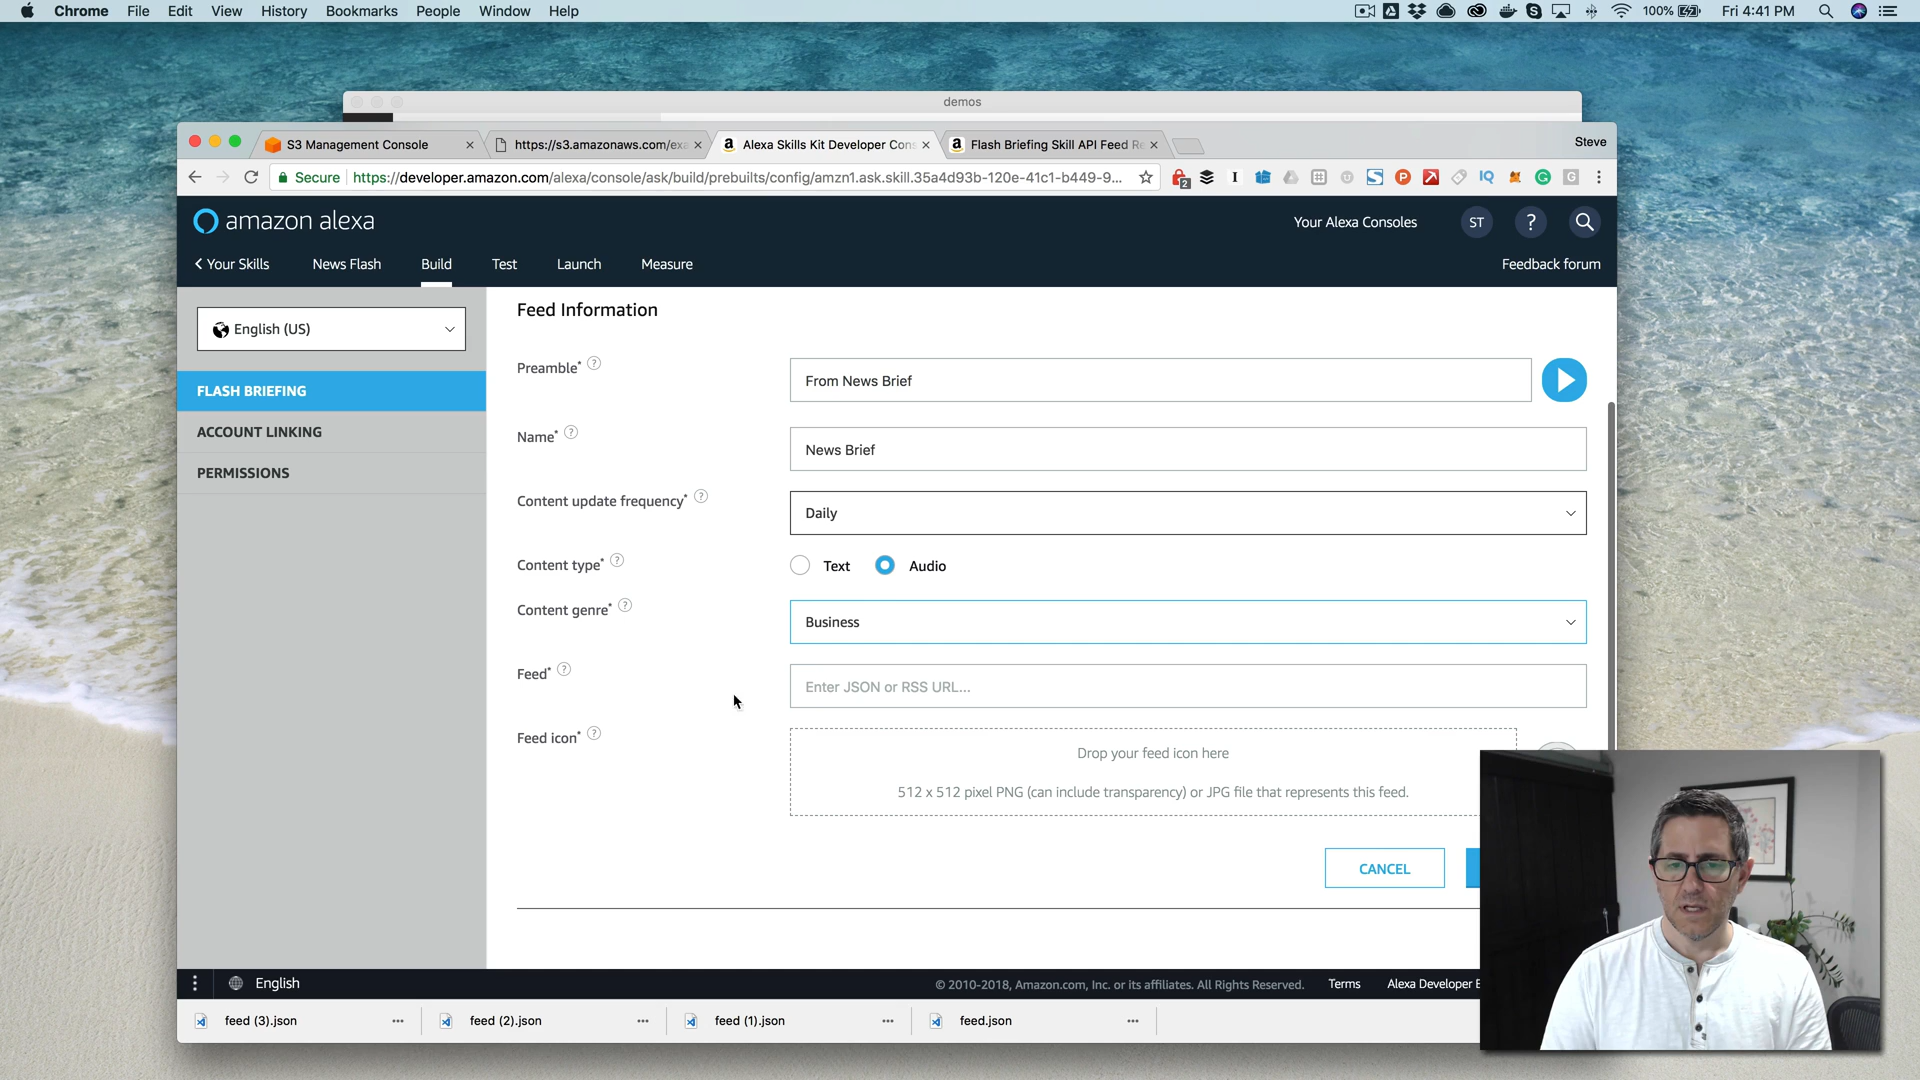 Chrome File Edit View History Bookmarks People Window Help
100% Fri 4:41 PM
demos
S3 Management Console
https://s3.amazonaws.com/exa
Alexa Skills Kit Developer Cons
Flash Briefing Skill API Feed Re
Steve
Secure https://developer.amazon.com/alexa/console/ask/build/prebuilts/config/amzn1.ask.skill.35a4d93b-120e-41c1-b449-9...
amazon alexa
Your Alexa Consoles ST ?
Your Skills News Flash Build Test Launch Measure Feedback forum
English (US)
FLASH BRIEFING
ACCOUNT LINKING
PERMISSIONS
Feed Information
Preamble* ? From News Brief
Name* ? News Brief
Content update frequency* ? Daily
Content type* ? Text Audio
Content genre* ? Business
Feed* ? Enter JSON or RSS URL...
Feed icon* ? Drop your feed icon here
512 x 512 pixel PNG (can include transparency) or JPG file that represents this feed.
CANCEL
English © 2010-2018, Amazon.com, Inc. or its affiliates. All Rights Reserved. Terms Alexa Developer
feed (3).json feed (2).json feed (1).json feed.json